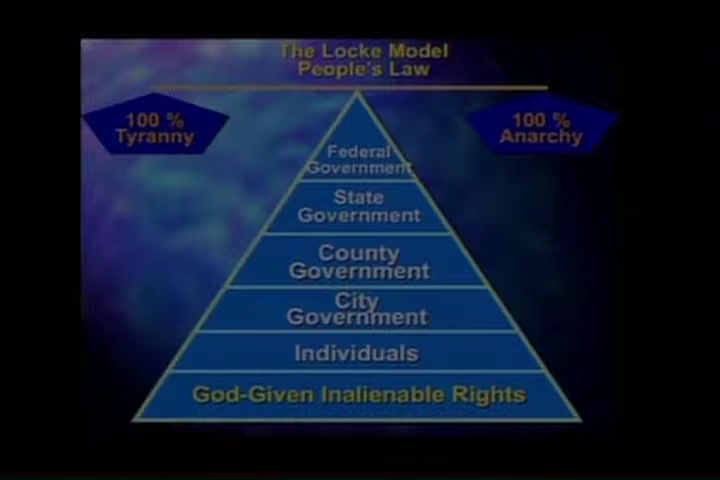 The Locke Model
People's Law
100 %
Tyranny
100 %
Anarchy
Federal
Government
State
Government
County
Government
City
Government
Individuals
God-Given Inalienable Rights